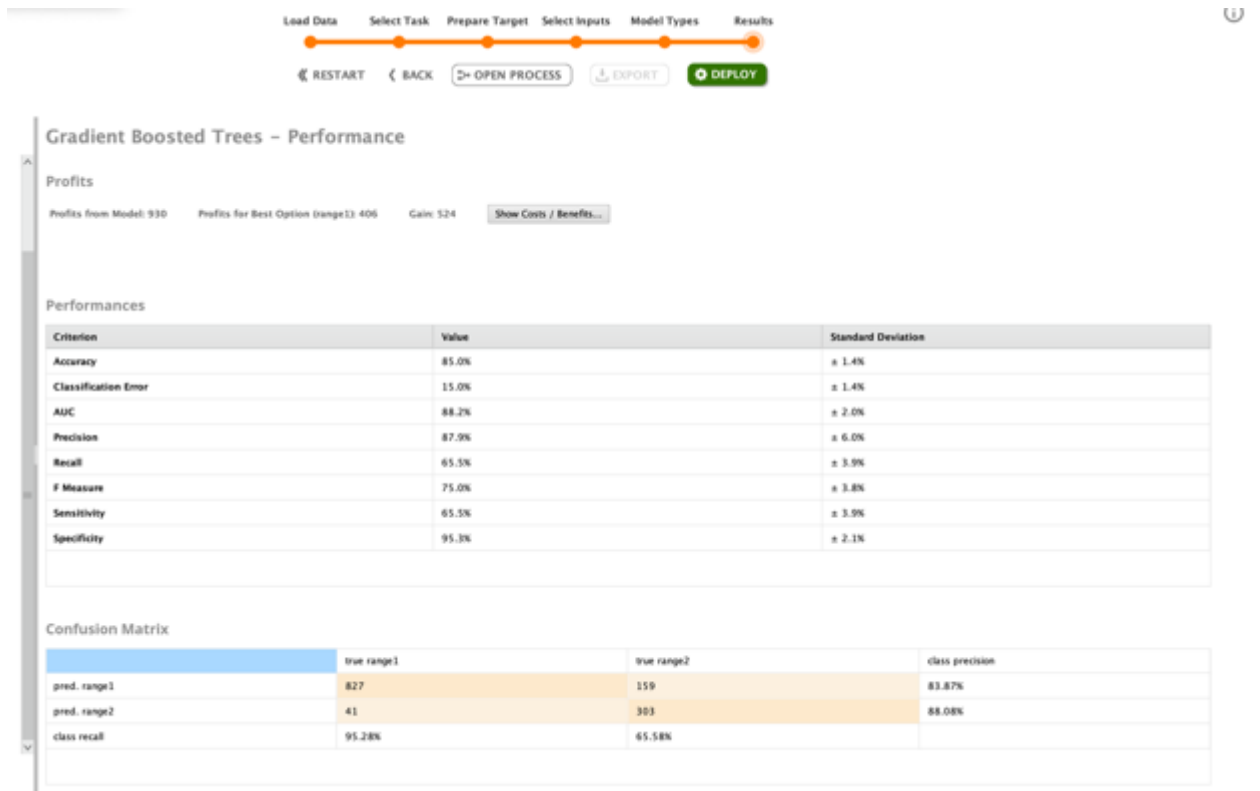 Load Data Select Task Prepare Target Select Inputs Model Types Results
RESTART BACK OPEN PROCESS EXPORT DEPLOY
Gradient Boosted Trees – Performance
Profits
Profits from Model: 930 Profits for Best Option (range1): 406 Gain: 524 Show Costs / Benefits...
Performances
Criterion Value Standard Deviation
Accuracy 85.0% ± 1.4%
Classification Error 15.0% ± 1.4%
AUC 88.2% ± 2.0%
Precision 87.9% ± 6.0%
Recall 65.5% ± 3.9%
F Measure 75.0% ± 3.8%
Sensitivity 65.5% ± 3.9%
Specificity 95.3% ± 2.1%
Confusion Matrix
true range1 true range2 class precision
pred. range1 827 159 83.87%
pred. range2 41 303 88.08%
class recall 95.28% 65.58%